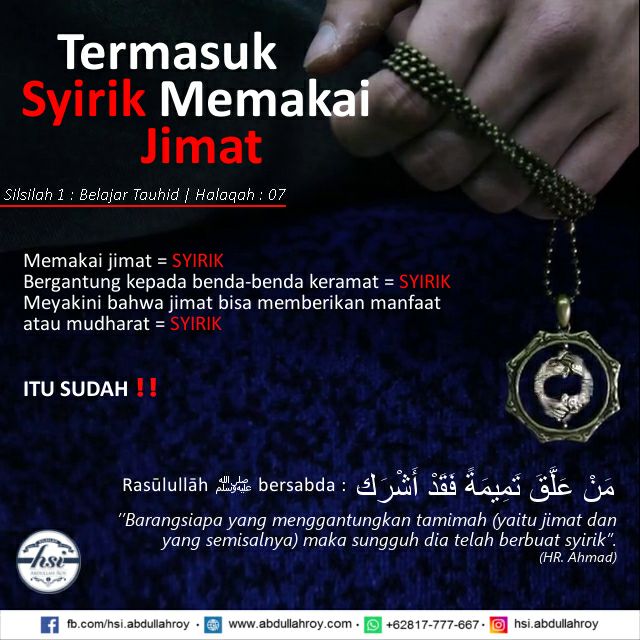 Termasuk
Syirik Memakai
Jimat
Silsilah 1 : Belajar Tauhid | Halaqah : 07
Memakai jimat = SYIRIK
Bergantung kepada benda-benda keramat = SYIRIK
Meyakini bahwa jimat bisa memberikan manfaat
atau mudharat = SYIRIK
ITU SUDAH !!
Rasūlullāh ﷺ bersabda : مَنْ عَلَّقَ تَمِيمَةً فَقَدْ أَشْرَك
"Barangsiapa yang menggantungkan tamimah (yaitu jimat dan
yang semisalnya) maka sungguh dia telah berbuat syirik".
(HR. Ahmad)
hsi
ABDULLAH ROY
fb.com/hsi.abdullahroy · www.abdullahroy.com · +62817-777-667 · hsi.abdullahroy